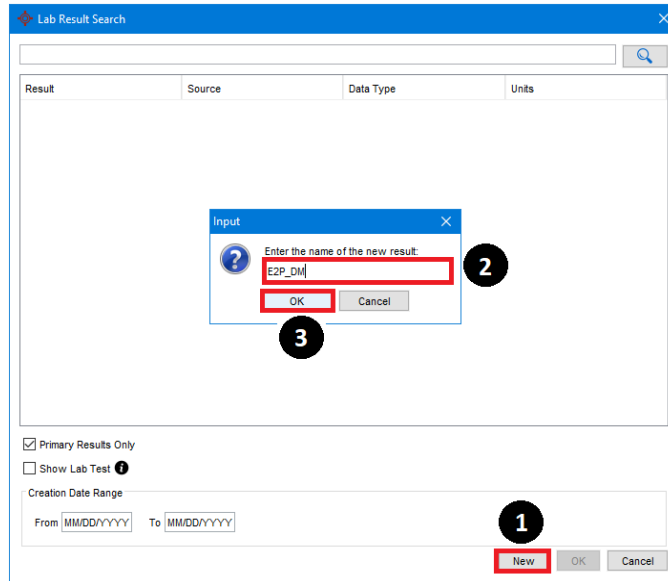 Lab Result Search
Result Source Data Type Units
Input
Enter the name of the new result:
E2P_DM
2
OK Cancel
3
Primary Results Only
Show Lab Test i
Creation Date Range
From MM/DD/YYYY To MM/DD/YYYY
1
New OK Cancel